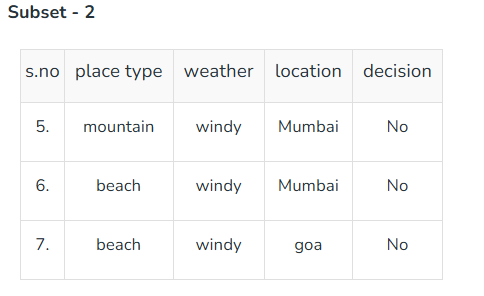 Subset - 2
s.no place type weather location decision
5. mountain windy Mumbai No
6. beach windy Mumbai No
7. beach windy goa No